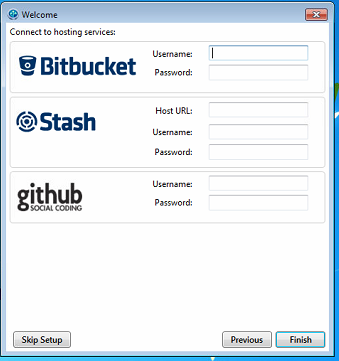 Welcome
Connect to hosting services:
Bitbucket
Username:
Password:
Stash
Host URL:
Username:
Password:
github
SOCIAL CODING
Username:
Password:
Skip Setup
Previous
Finish